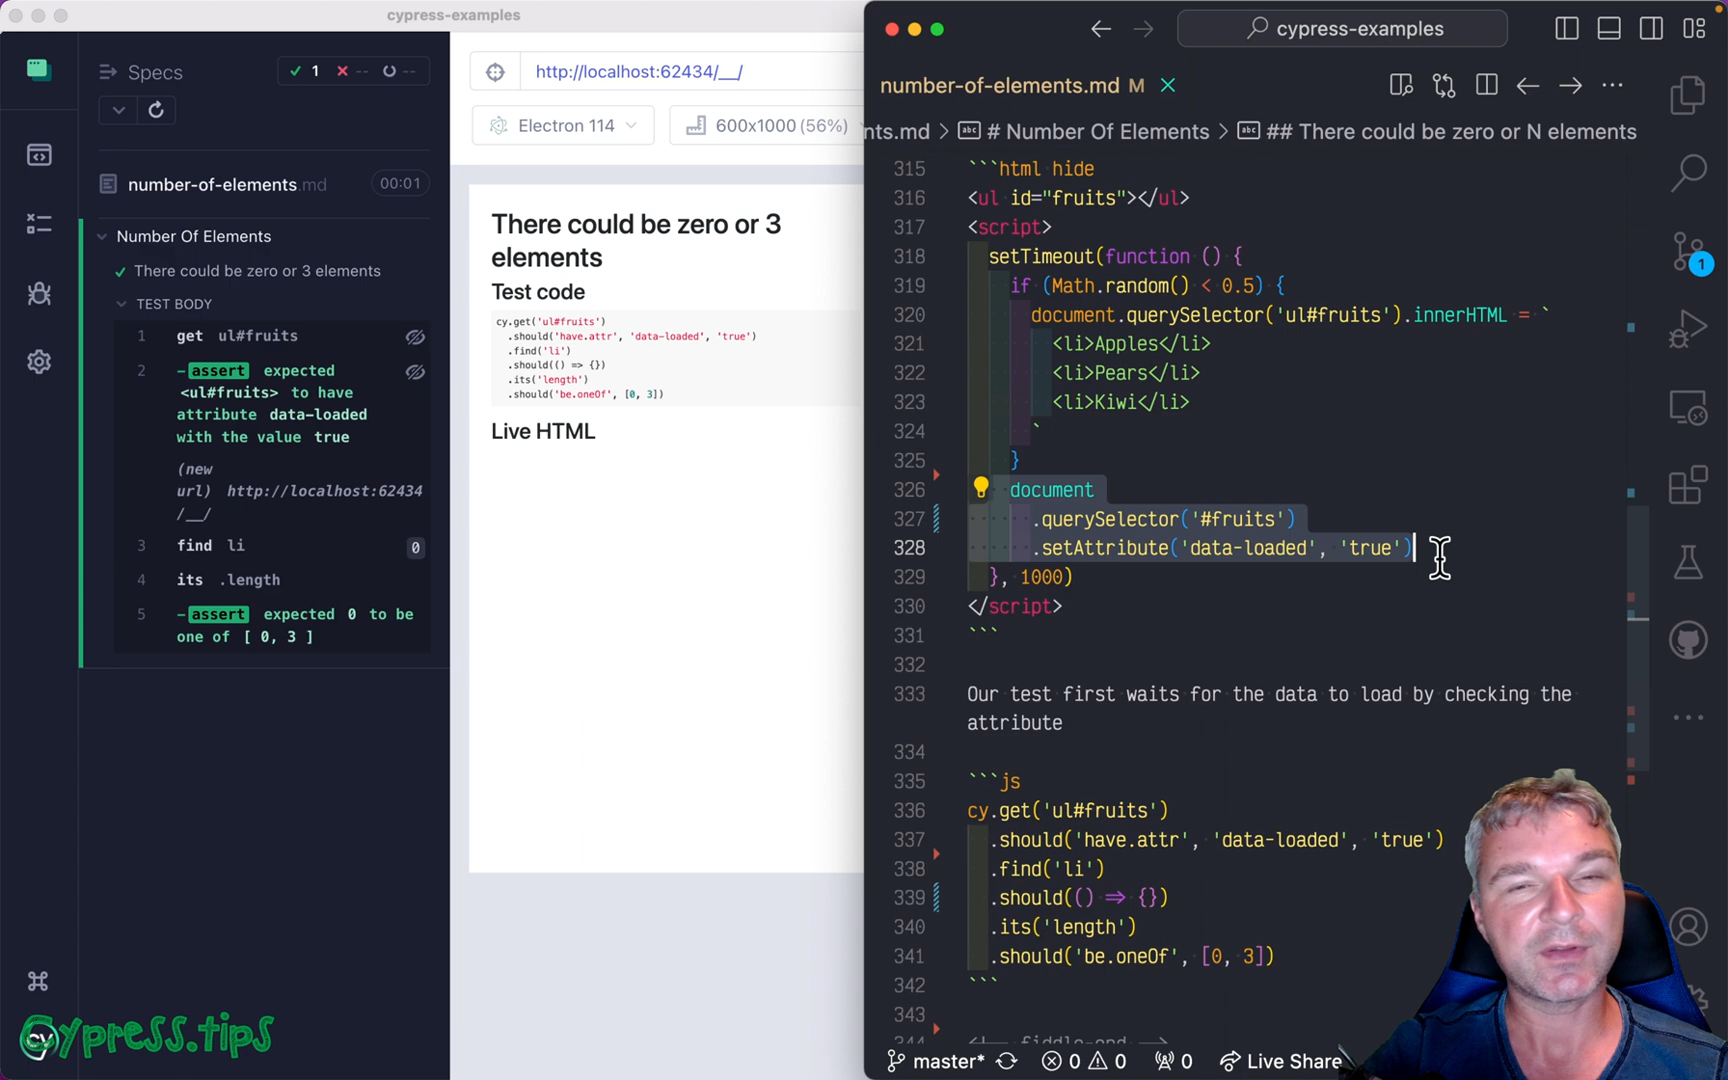 cypress-examples
Specs
✓ 1 ✕ -- --
number-of-elements.md
00:01
Number Of Elements
✓ There could be zero or 3 elements
TEST BODY
1 get ul#fruits
2 -assert expected
<ul#fruits> to have
attribute data-loaded
with the value true
(new
url) http://localhost:62434
/__/
3 find li 0
4 its .length
5 -assert expected 0 to be
one of [ 0, 3 ]
cypress.tips
cy
http://localhost:62434/__/
Electron 114
600x1000 (56%)
There could be zero or 3
elements
Test code
cy.get('ul#fruits')
.should('have.attr', 'data-loaded', 'true')
.find('li')
.should(() => {})
.its('length')
.should('be.oneOf', [0, 3])
Live HTML
cypress-examples
number-of-elements.md M
nts.md > # Number Of Elements > ## There could be zero or N elements
315 ```html hide
316 <ul id="fruits"></ul>
317 <script>
318 setTimeout(function () {
319 if (Math.random() < 0.5) {
320 document.querySelector('ul#fruits').innerHTML = `
321 <li>Apples</li>
322 <li>Pears</li>
323 <li>Kiwi</li>
324 `
325 }
326 document
327 .querySelector('#fruits')
328 .setAttribute('data-loaded', 'true')
329 }, 1000)
330 </script>
331 ```
332
333 Our test first waits for the data to load by checking the
attribute
334
335 ```js
336 cy.get('ul#fruits')
337 .should('have.attr', 'data-loaded', 'true')
338 .find('li')
339 .should(() => {})
340 .its('length')
341 .should('be.oneOf', [0, 3])
342 ```
343
344 <!-- fiddle-end -->
1
master* 0 0 0 Live Share